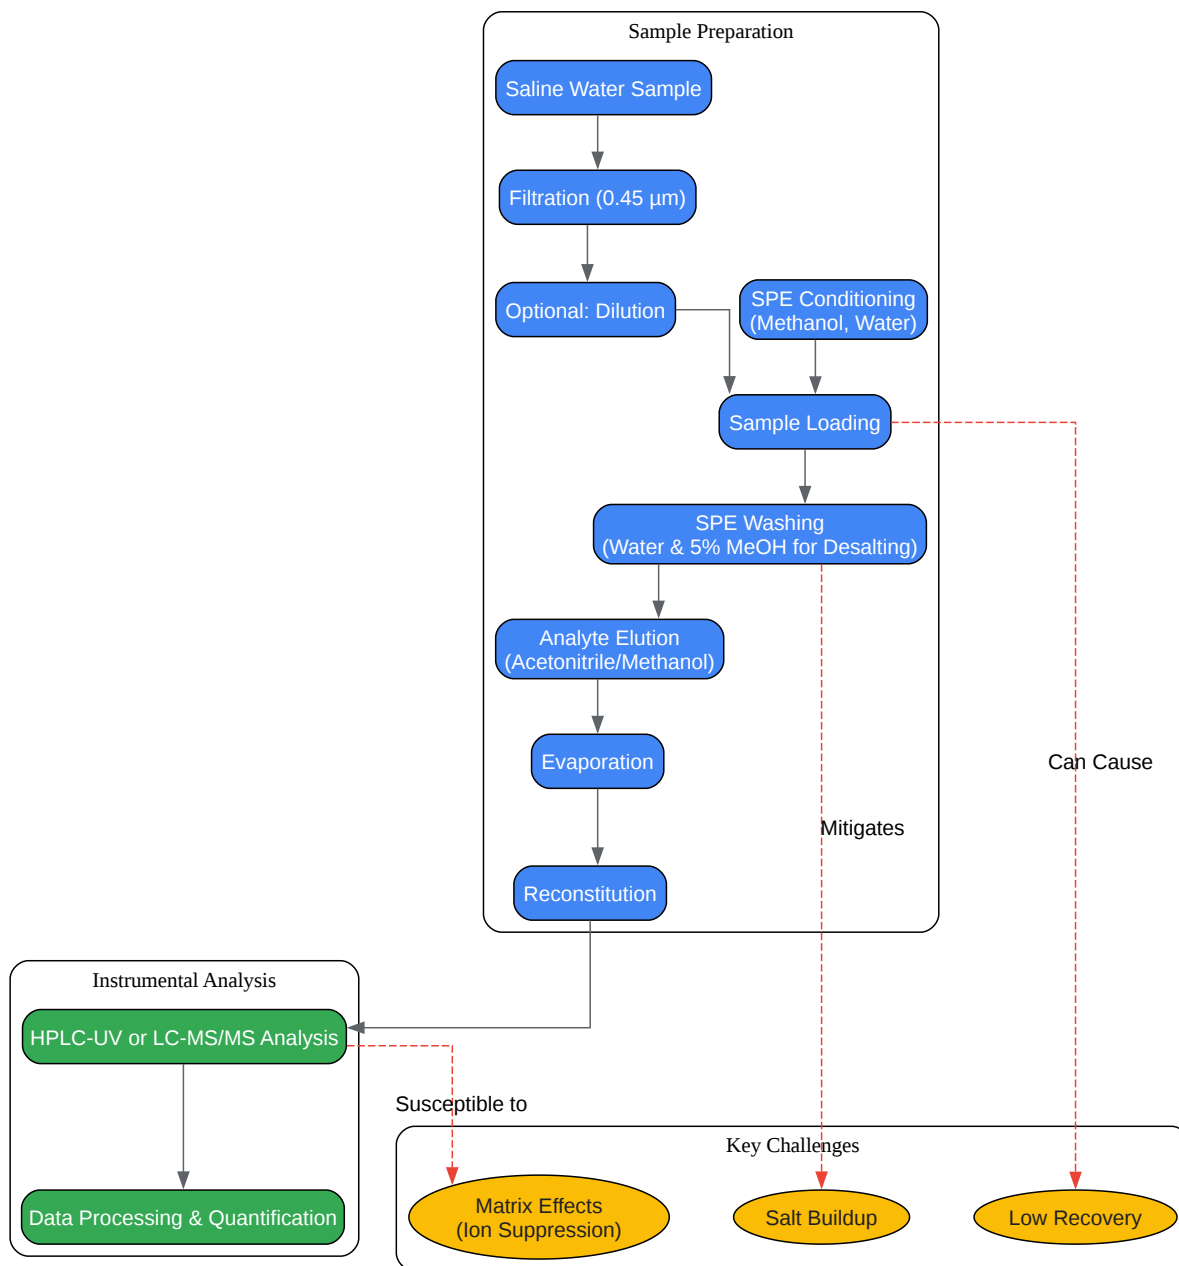 Sample Preparation
Saline Water Sample
Filtration (0.45 µm)
Optional: Dilution
SPE Conditioning
(Methanol, Water)
Sample Loading
SPE Washing
(Water & 5% MeOH for Desalting)
Analyte Elution
(Acetonitrile/Methanol)
Evaporation
Can Cause
Mitigates
Reconstitution
Instrumental Analysis
HPLC-UV or LC-MS/MS Analysis
Susceptible to
Key Challenges
Data Processing & Quantification
Matrix Effects
(Ion Suppression)
Salt Buildup
Low Recovery